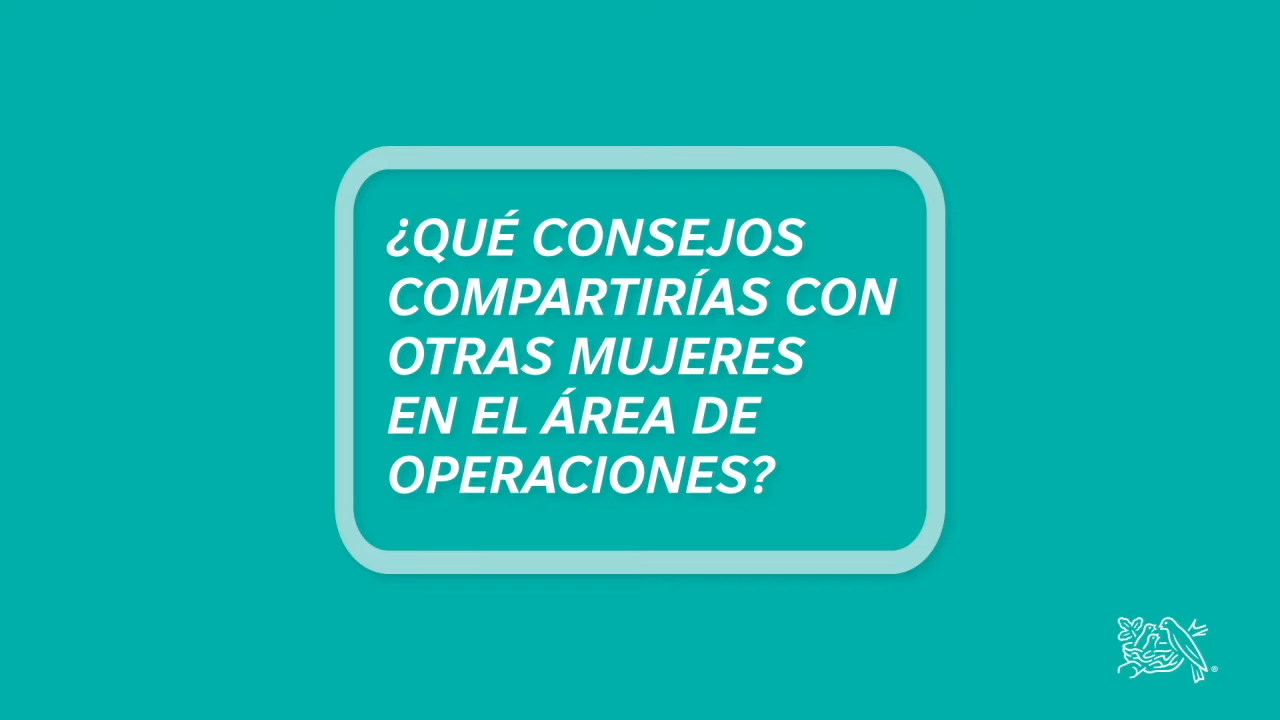 ¿QUÉ CONSEJOS
COMPARTIRÍAS CON
OTRAS MUJERES
EN EL ÁREA DE
OPERACIONES?
®